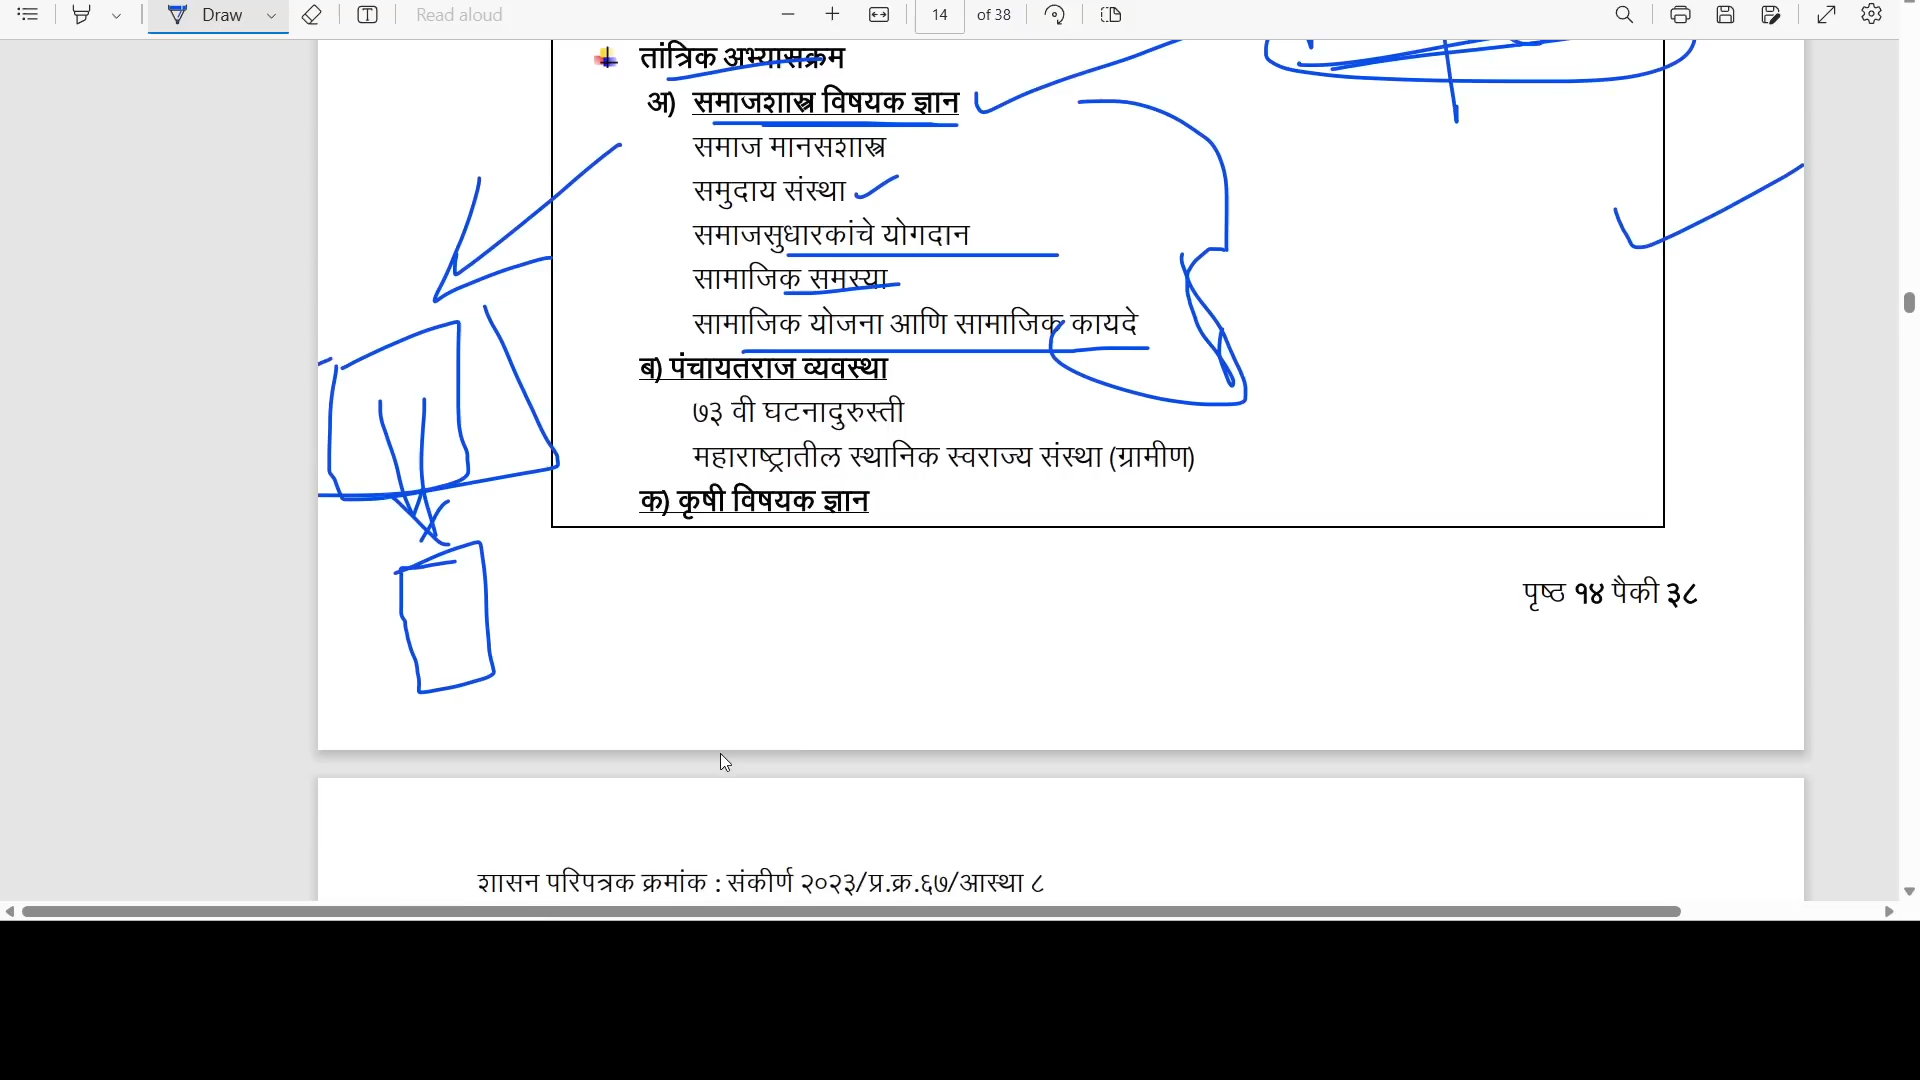 Draw
Read aloud
14 of 38
तांत्रिक अभ्यासक्रम
अ) समाजशास्त्र विषयक ज्ञान
समाज मानसशास्त्र
समुदाय संस्था
समाजसुधारकांचे योगदान
सामाजिक समस्या
सामाजिक योजना आणि सामाजिक कायदे
ब) पंचायतराज व्यवस्था
७३ वी घटनादुरुस्ती
महाराष्ट्रातील स्थानिक स्वराज्य संस्था (ग्रामीण)
क) कृषी विषयक ज्ञान
पृष्ठ १४ पैकी ३८
शासन परिपत्रक क्रमांक : संकीर्ण २०२३/प्र.क्र.६७/आस्था ८